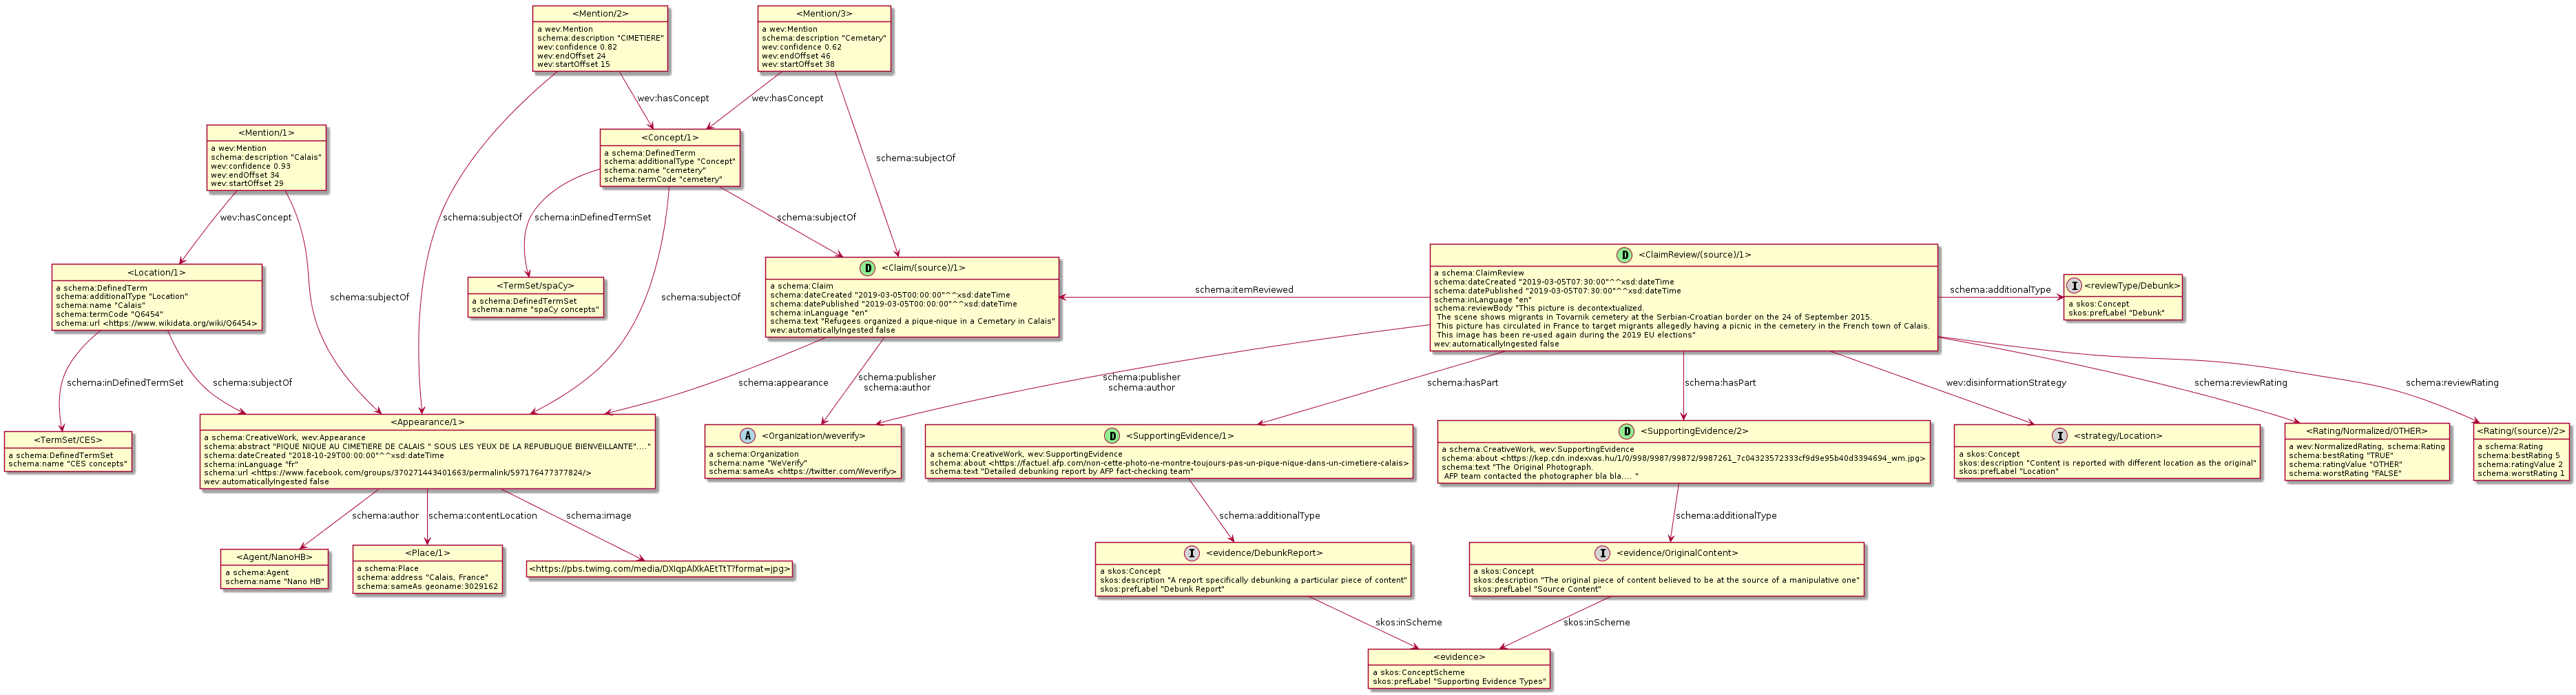 <Mention/2>
a wev:Mention
schema:description "CIMETIERE"
wev:confidence 0.82
wev:endOffset 24
wev:startOffset 15
<Mention/3>
a wev:Mention
schema:description "Cemetary"
wev:confidence 0.62
wev:endOffset 46
wev:startOffset 38
wev:hasConcept
wev:hasConcept
<Mention/1>
a wev:Mention
schema:description "Calais"
wev:confidence 0.93
wev:endOffset 34
wev:startOffset 29
<Concept/1>
a schema:DefinedTerm
schema:additionalType "Concept"
schema:name "cemetery"
schema:termCode "cemetery"
schema:subjectOf
wev:hasConcept
schema:subjectOf
schema:inDefinedTermSet
schema:subjectOf
<Location/1>
a schema:DefinedTerm
schema:additionalType "Location"
schema:name "Calais"
schema:termCode "Q6454"
schema:url <https://www.wikidata.org/wiki/Q6454>
schema:subjectOf
<TermSet/spaCy>
a schema:DefinedTermSet
schema:name "spaCy concepts"
schema:subjectOf
D <Claim/(source)/1>
a schema:Claim
schema:dateCreated "2019-03-05T00:00:00"^^xsd:dateTime
schema:datePublished "2019-03-05T00:00:00"^^xsd:dateTime
schema:inLanguage "en"
schema:text "Refugees organized a pique-nique in a Cemetary in Calais"
wev:automaticallyIngested false
schema:itemReviewed
D <ClaimReview/(source)/1>
a schema:ClaimReview
schema:dateCreated "2019-03-05T07:30:00"^^xsd:dateTime
schema:datePublished "2019-03-05T07:30:00"^^xsd:dateTime
schema:inLanguage "en"
schema:reviewBody "This picture is decontextualized.
The scene shows migrants in Tovarnik cemetery at the Serbian-Croatian border on the 24 of September 2015.
This picture has circulated in France to target migrants allegedly having a picnic in the cemetery in the French town of Calais.
This image has been re-used again during the 2019 EU elections"
wev:automaticallyIngested false
schema:additionalType
I <reviewType/Debunk>
a skos:Concept
skos:prefLabel "Debunk"
schema:inDefinedTermSet
schema:subjectOf
schema:appearance
schema:publisher
schema:author
schema:publisher
schema:author
schema:hasPart
schema:hasPart
wev:disinformationStrategy
schema:reviewRating
schema:reviewRating
<TermSet/CES>
a schema:DefinedTermSet
schema:name "CES concepts"
<Appearance/1>
a schema:CreativeWork, wev:Appearance
schema:abstract "PIQUE NIQUE AU CIMETIERE DE CALAIS " SOUS LES YEUX DE LA REPUBLIQUE BIENVEILLANTE"...."
schema:dateCreated "2018-10-29T00:00:00"^^xsd:dateTime
schema:inLanguage "fr"
schema:url <https://www.facebook.com/groups/370271443401663/permalink/597176477377824/>
wev:automaticallyIngested false
A <Organization/weverify>
a schema:Organization
schema:name "WeVerify"
schema:sameAs <https://twitter.com/Weverify>
D <SupportingEvidence/1>
a schema:CreativeWork, wev:SupportingEvidence
schema:about <https://factuel.afp.com/non-cette-photo-ne-montre-toujours-pas-un-pique-nique-dans-un-cimetiere-calais>
schema:text "Detailed debunking report by AFP fact-checking team"
D <SupportingEvidence/2>
a schema:CreativeWork, wev:SupportingEvidence
schema:about <https://kep.cdn.indexvas.hu/1/0/998/9987/99872/9987261_7c04323572333cf9d9e95b40d3394694_wm.jpg>
schema:text "The Original Photograph.
AFP team contacted the photographer bla bla.... "
I <strategy/Location>
a skos:Concept
skos:description "Content is reported with different location as the original"
skos:prefLabel "Location"
<Rating/Normalized/OTHER>
a wev:NormalizedRating, schema:Rating
schema:bestRating "TRUE"
schema:ratingValue "OTHER"
schema:worstRating "FALSE"
<Rating/(source)/2>
a schema:Rating
schema:bestRating 5
schema:ratingValue 2
schema:worstRating 1
schema:author
schema:contentLocation
schema:image
schema:additionalType
schema:additionalType
<Agent/NanoHB>
a schema:Agent
schema:name "Nano HB"
<Place/1>
a schema:Place
schema:address "Calais, France"
schema:sameAs geoname:3029162
<https://pbs.twimg.com/media/DXIqpAlXkAEtTtT?format=jpg>
I <evidence/DebunkReport>
a skos:Concept
skos:description "A report specifically debunking a particular piece of content"
skos:prefLabel "Debunk Report"
I <evidence/OriginalContent>
a skos:Concept
skos:description "The original piece of content believed to be at the source of a manipulative one"
skos:prefLabel "Source Content"
skos:inScheme
skos:inScheme
<evidence>
a skos:ConceptScheme
skos:prefLabel "Supporting Evidence Types"